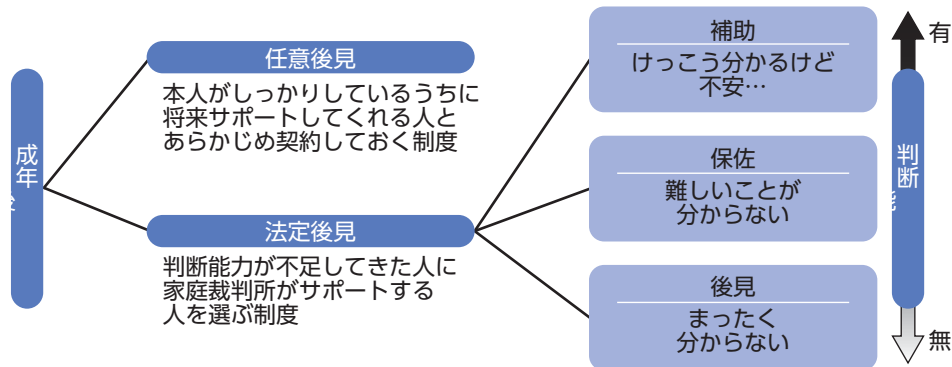 成年
後
任意後見
本人がしっかりしているうちに
将来サポートしてくれる人と
あらかじめ契約しておく制度
法定後見
判断能力が不足してきた人に
家庭裁判所がサポートする
人を選ぶ制度
補助
けっこう分かるけど
不安…
保佐
難しいことが
分からない
後見
まったく
分からない
有
判断
能
無